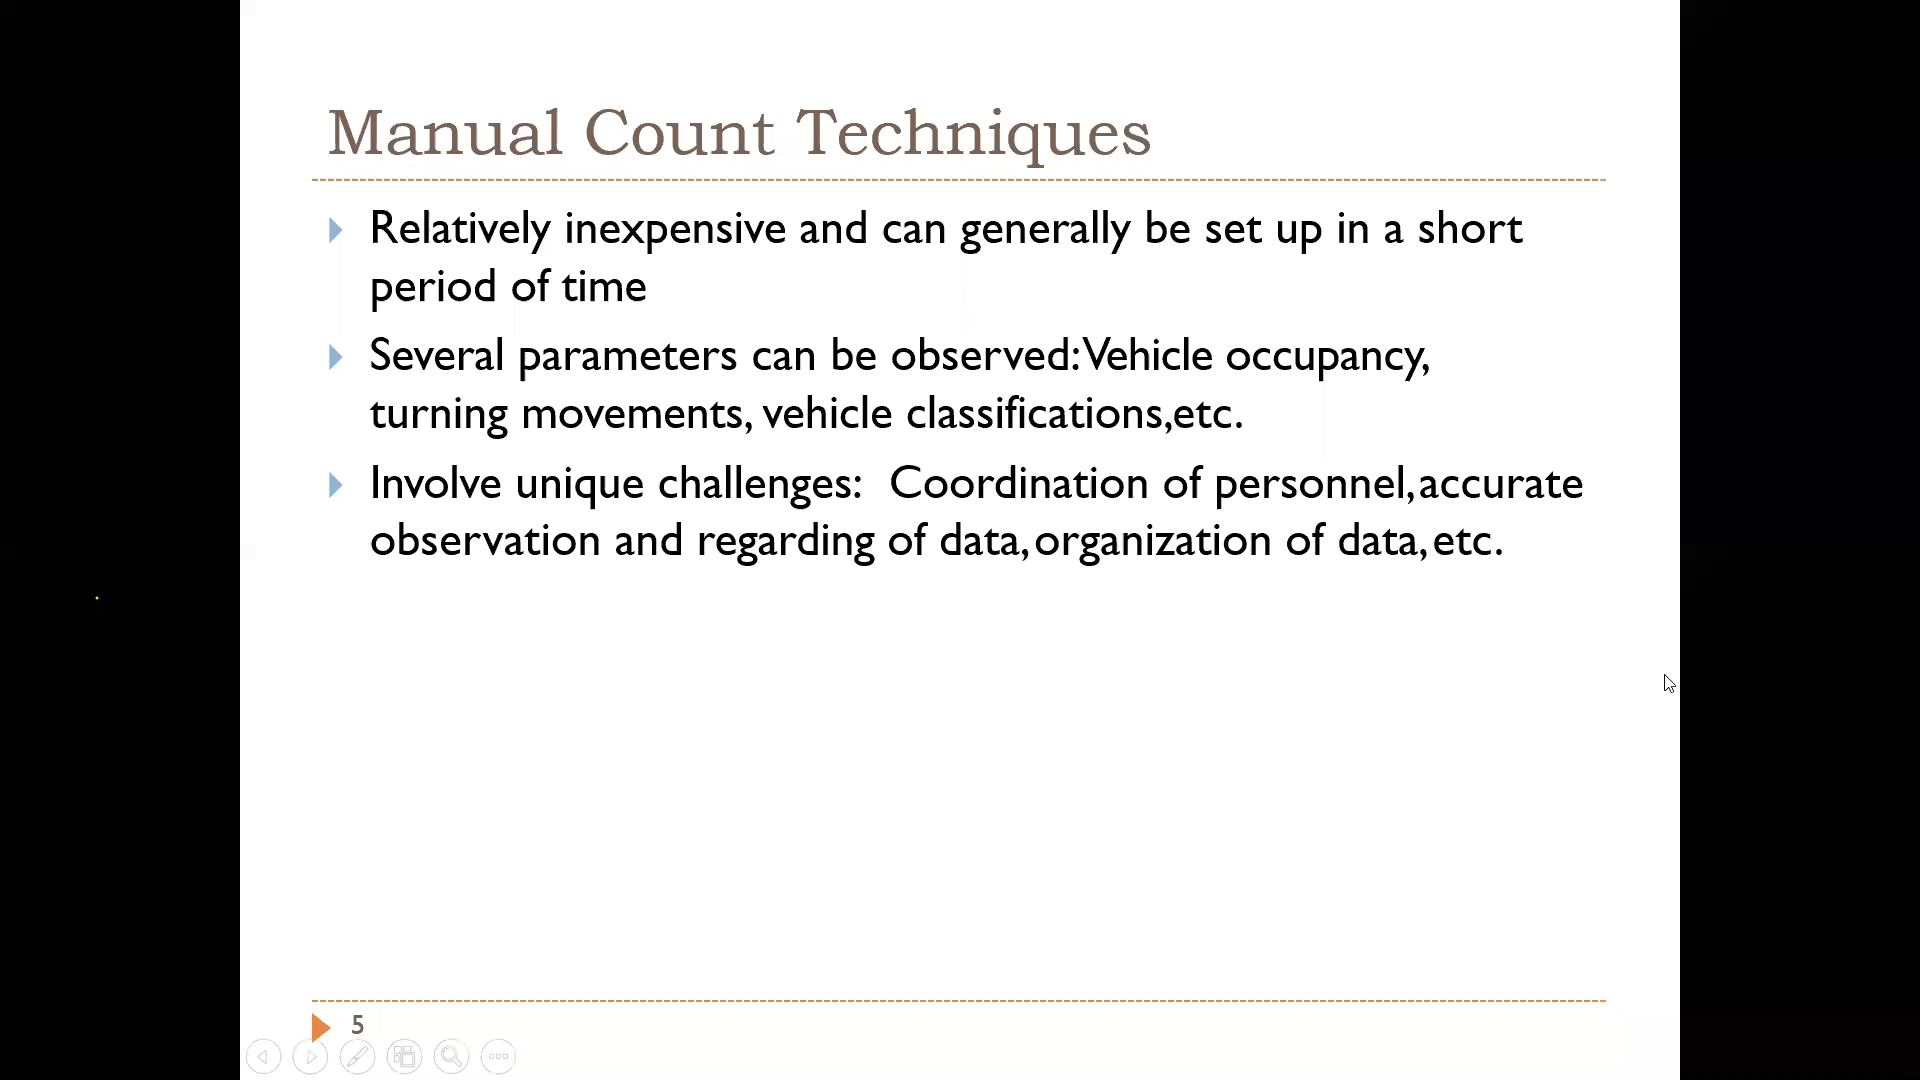 Manual Count Techniques
Relatively inexpensive and can generally be set up in a short
period of time
Several parameters can be observed: Vehicle occupancy,
turning movements, vehicle classifications,etc.
Involve unique challenges: Coordination of personnel, accurate
observation and regarding of data, organization of data, etc.
5